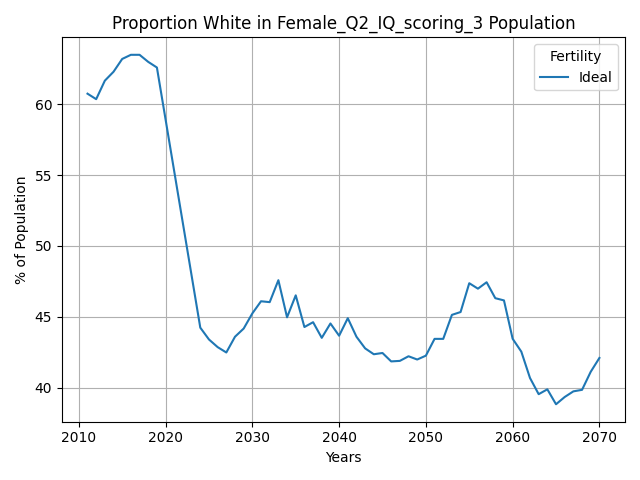 Proportion White in Female_Q2_IQ_scoring_3 Population
Fertility
Ideal
% of Population
60
55
50
45
40
2010 2020 2030 2040 2050 2060 2070
Years